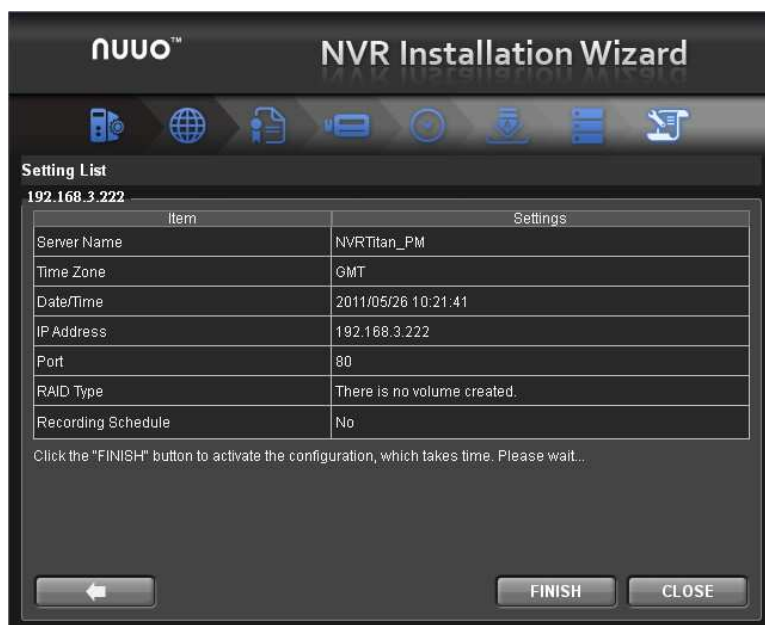 nuuo™ NVR Installation Wizard
Setting List
192.168.3.222
Item Settings
Server Name NVRTitan_PM
Time Zone GMT
Date/Time 2011/05/26 10:21:41
IP Address 192.168.3.222
Port 80
RAID Type There is no volume created.
Recording Schedule No
Click the "FINISH" button to activate the configuration, which takes time. Please wait...
FINISH CLOSE